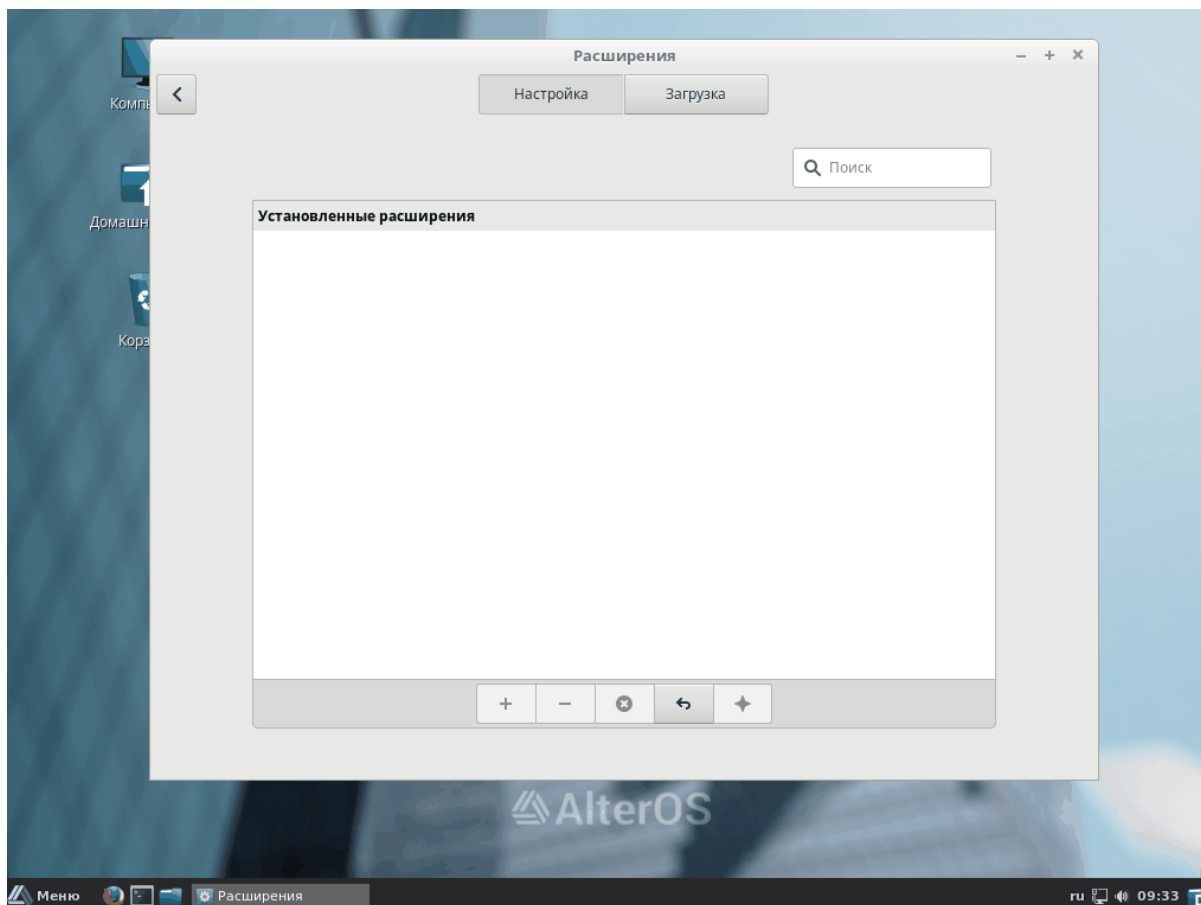 Расширения
Настройка
Загрузка
Поиск
Установленные расширения
AlterOS
Меню
Расширения
ru
09:33